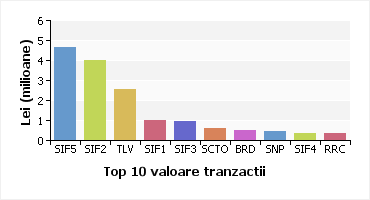 Lei (milioane)
6
5
4
3
2
1
0
SIF5 SIF2 TLV SIF1 SIF3 SCTO BRD SNP SIF4 RRC
Top 10 valoare tranzactii